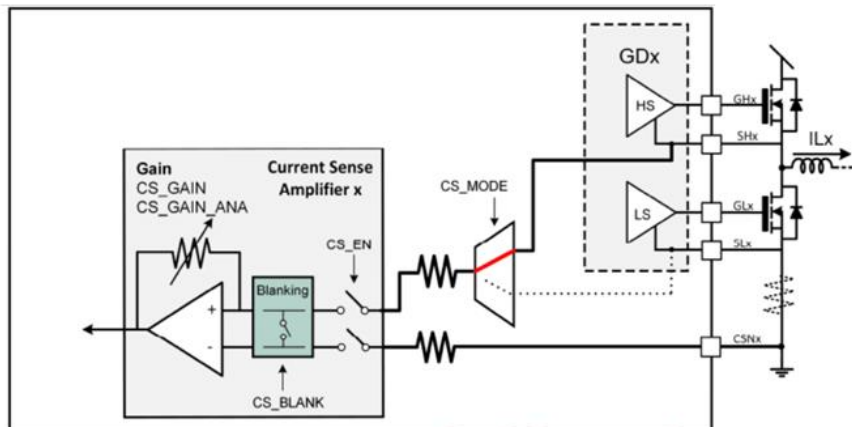 GDx
HS
GHx
SHx
ILx
Gain
CS_GAIN
CS_GAIN_ANA
Current Sense
Amplifier x
CS_MODE
LS
GLx
SLx
CS_EN
Blanking
+
-
CSNx
CS_BLANK